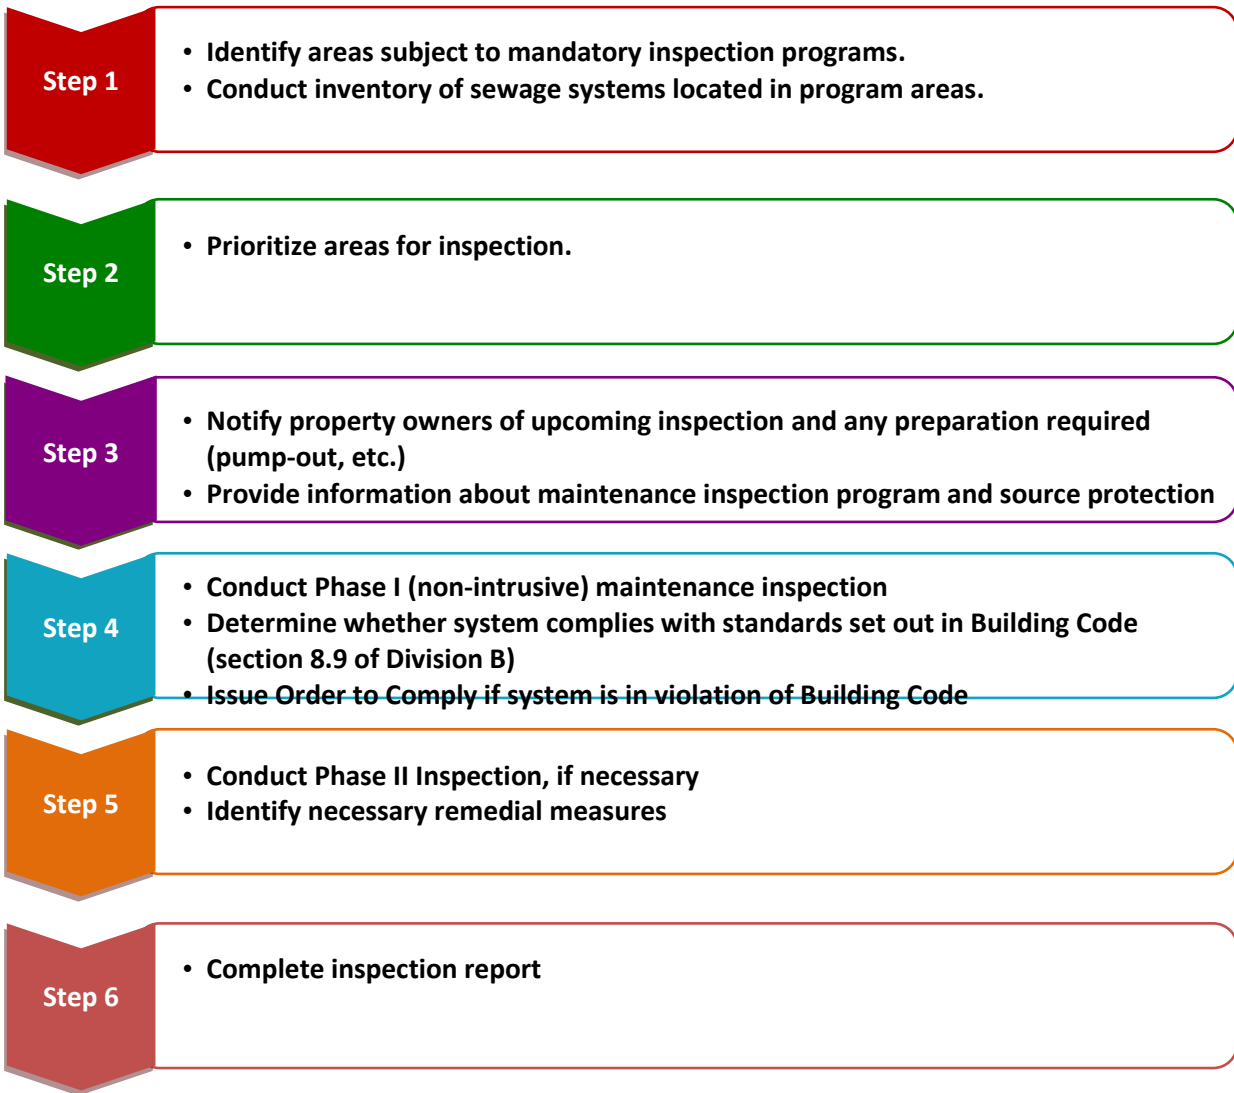 Step 1
• Identify areas subject to mandatory inspection programs.
• Conduct inventory of sewage systems located in program areas.
Step 2
• Prioritize areas for inspection.
Step 3
• Notify property owners of upcoming inspection and any preparation required
(pump-out, etc.)
• Provide information about maintenance inspection program and source protection
Step 4
• Conduct Phase I (non-intrusive) maintenance inspection
• Determine whether system complies with standards set out in Building Code
(section 8.9 of Division B)
• Issue Order to Comply if system is in violation of Building Code
Step 5
• Conduct Phase II Inspection, if necessary
• Identify necessary remedial measures
Step 6
• Complete inspection report